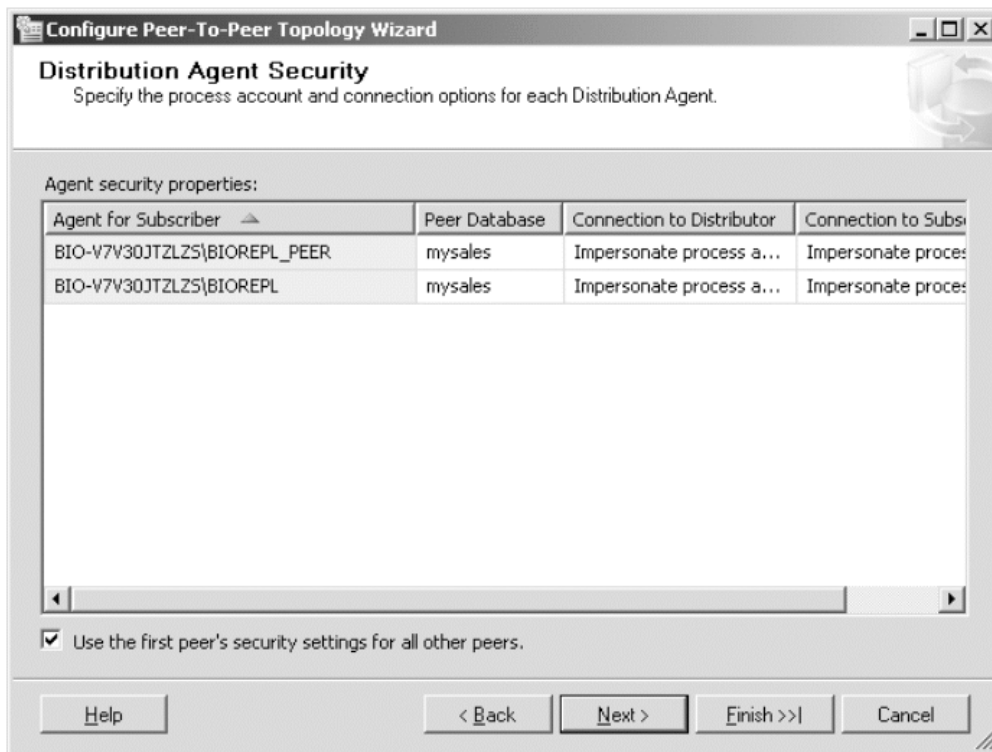 Configure Peer-To-Peer Topology Wizard
Distribution Agent Security
Specify the process account and connection options for each Distribution Agent.
Agent security properties:
Agent for Subscriber Peer Database Connection to Distributor Connection to Subs
BIO-V7V30JTZLZS\BIOREPL_PEER mysales Impersonate process a... Impersonate proces
BIO-V7V30JTZLZS\BIOREPL mysales Impersonate process a... Impersonate proces
Use the first peer's security settings for all other peers.
Help < Back Next > Finish >>| Cancel